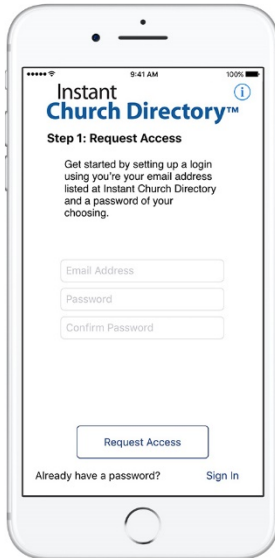 9:41 AM
100%
Instant
Church Directory™
Step 1: Request Access
Get started by setting up a login
using you're your email address
listed at Instant Church Directory
and a password of your
choosing.
Email Address
Password
Confirm Password
Request Access
Already have a password? Sign In